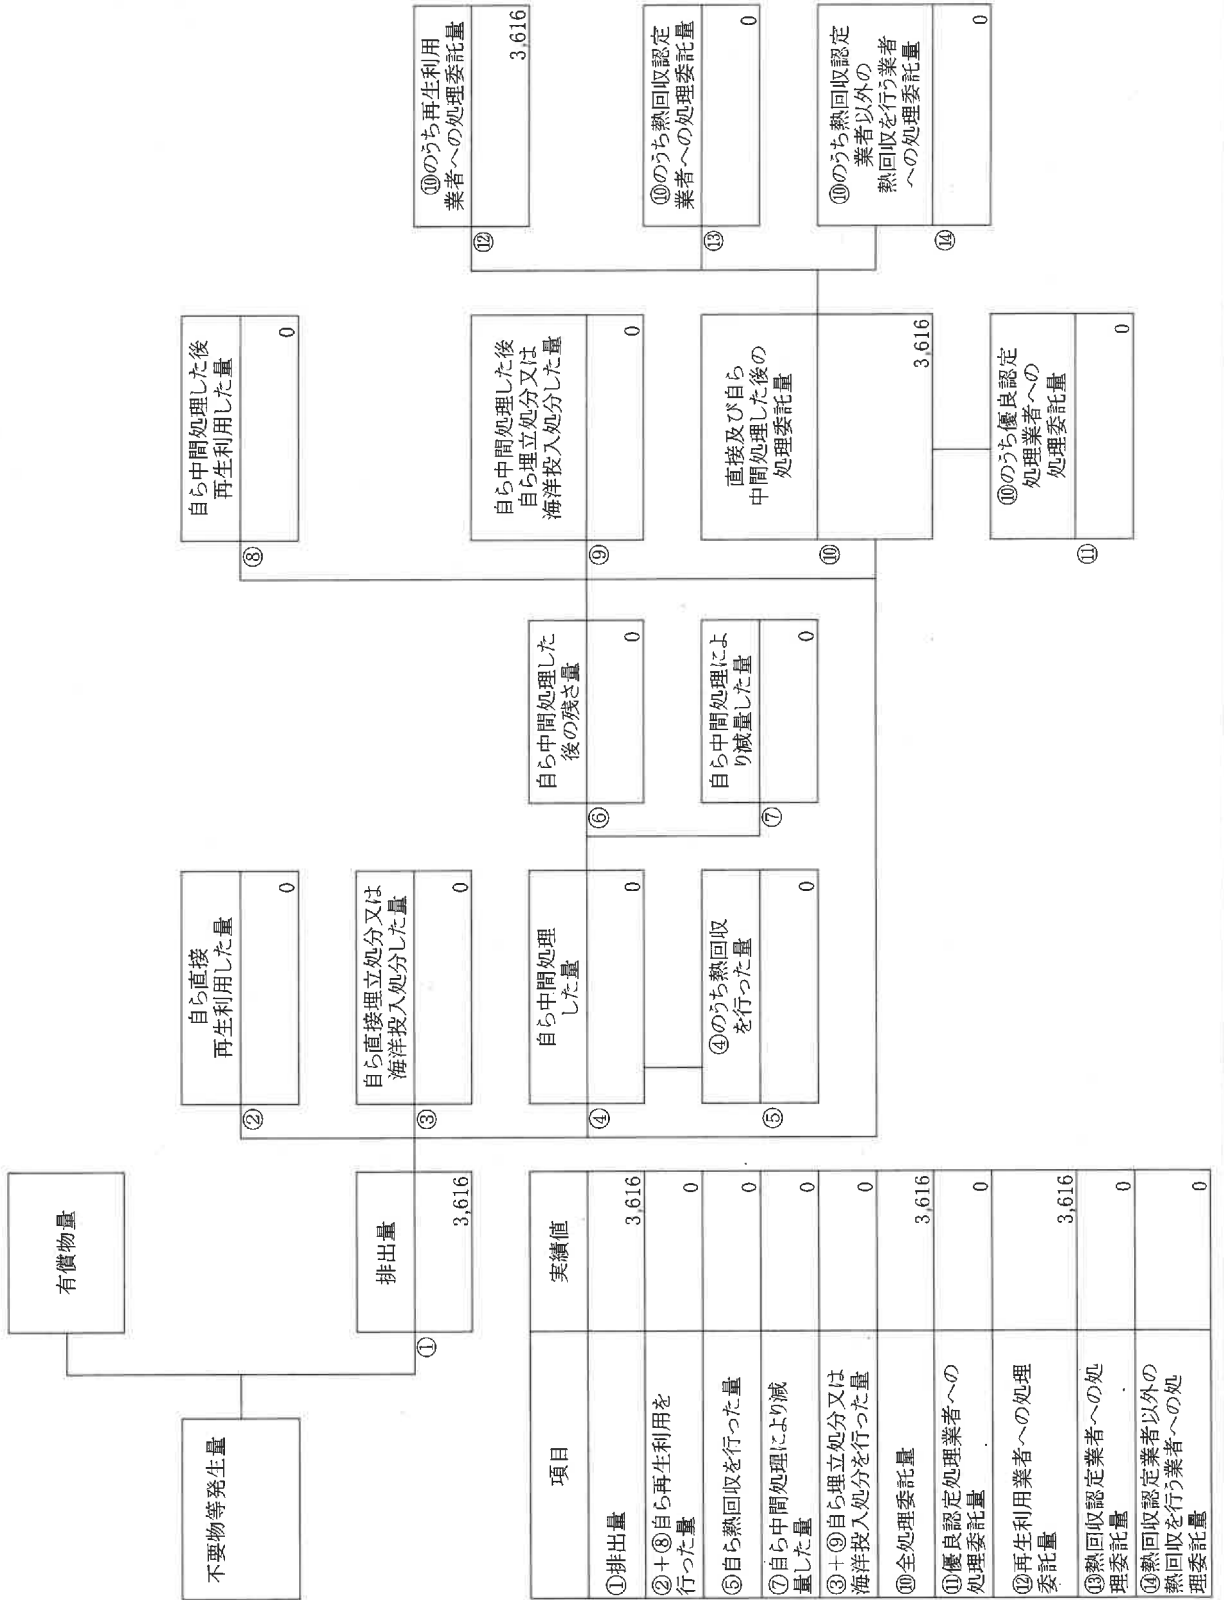 不要物等発生量
有償物量
①
排出量
3,616
②
自ら直接
再生利用した量
0
③
自ら直接埋立処分又は
海洋投入処分した量
0
④
自ら中間処理
した量
0
⑤
④のうち熱回収
を行った量
0
⑥
自ら中間処理した
後の残さ量
0
⑦
自ら中間処理によ
り減量した量
0
⑧
自ら中間処理した後
再生利用した量
0
⑨
自ら中間処理した後
自ら埋立処分又は
海洋投入処分した量
0
⑩
直接及び自ら
中間処理した後の
処理委託量
3,616
⑪
⑩のうち優良認定
処理業者への
処理委託量
0
⑫
⑩のうち再生利用
業者への処理委託量
3,616
⑬
⑩のうち熱回収認定
業者への処理委託量
0
⑭
⑩のうち熱回収認定
業者以外の
熱回収を行う業者
への処理委託量
0
項目 実績値
①排出量 3,616
②+⑧自ら再生利用を
行った量 0
⑤自ら熱回収を行った量 0
⑦自ら中間処理により減
量した量 0
③+⑨自ら埋立処分又は
海洋投入処分を行った量 0
⑩全処理委託量 3,616
⑪優良認定処理業者への
処理委託量 0
⑫再生利用業者への処理
委託量 3,616
⑬熱回収認定業者への処
理委託量 0
⑭熱回収認定業者以外の
熱回収を行う業者への処
理委託量 0